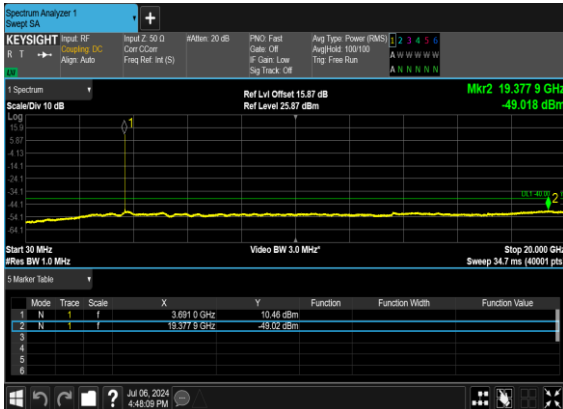 Spectrum Analyzer 1
Swept SA
+
KEYSIGHT Input: RF Input Z: 50 Ω #Atten: 20 dB PNO: Fast Avg Type: Power (RMS) 1 2 3 4 5 6
R T Coupling: DC Corr CCorr Gate: Off Avg|Hold: 100/100 A W W W W W
Align: Auto Freq Ref: Int (S) IF Gain: Low Trig: Free Run
Sig Track: Off A N N N N N
1 Spectrum Ref Lvl Offset 15.87 dB Mkr2 19.377 9 GHz
Scale/Div 10 dB Ref Level 25.87 dBm -49.018 dBm
Log
15.9
5.87
-4.13
-14.1
-24.1
-34.1
-44.1
-54.1
-64.1
1
2
Start 30 MHz Video BW 3.0 MHz* Stop 20.000 GHz
#Res BW 1.0 MHz Sweep 34.7 ms (40001 pts
5 Marker Table
Mode Trace Scale X Y Function Function Width Function Value
1 N 1 f 3.691 0 GHz 10.46 dBm
2 N 1 f 19.377 9 GHz -49.02 dBm
3
4
5
6
?
Jul 06, 2024
4:48:09 PM